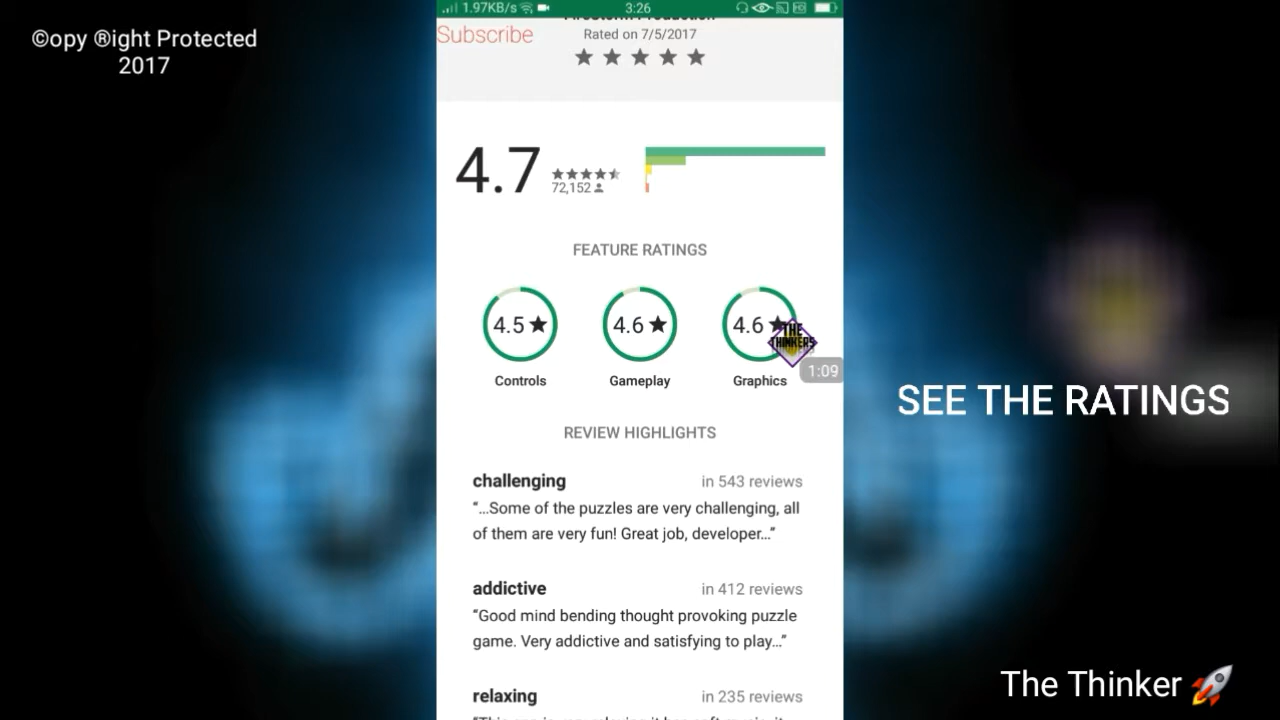 ©opy ®ight Protected
2017
1.97KB/s
3:26
HD
Subscribe
Rated on 7/5/2017
4.7
72,152
FEATURE RATINGS
4.5
4.6
4.6
THE
THINKERS
Controls
Gameplay
Graphics
1:09
SEE THE RATINGS
REVIEW HIGHLIGHTS
challenging
in 543 reviews
“…Some of the puzzles are very challenging, all
of them are very fun! Great job, developer…”
addictive
in 412 reviews
“Good mind bending thought provoking puzzle
game. Very addictive and satisfying to play…”
relaxing
in 235 reviews
The Thinker 🚀